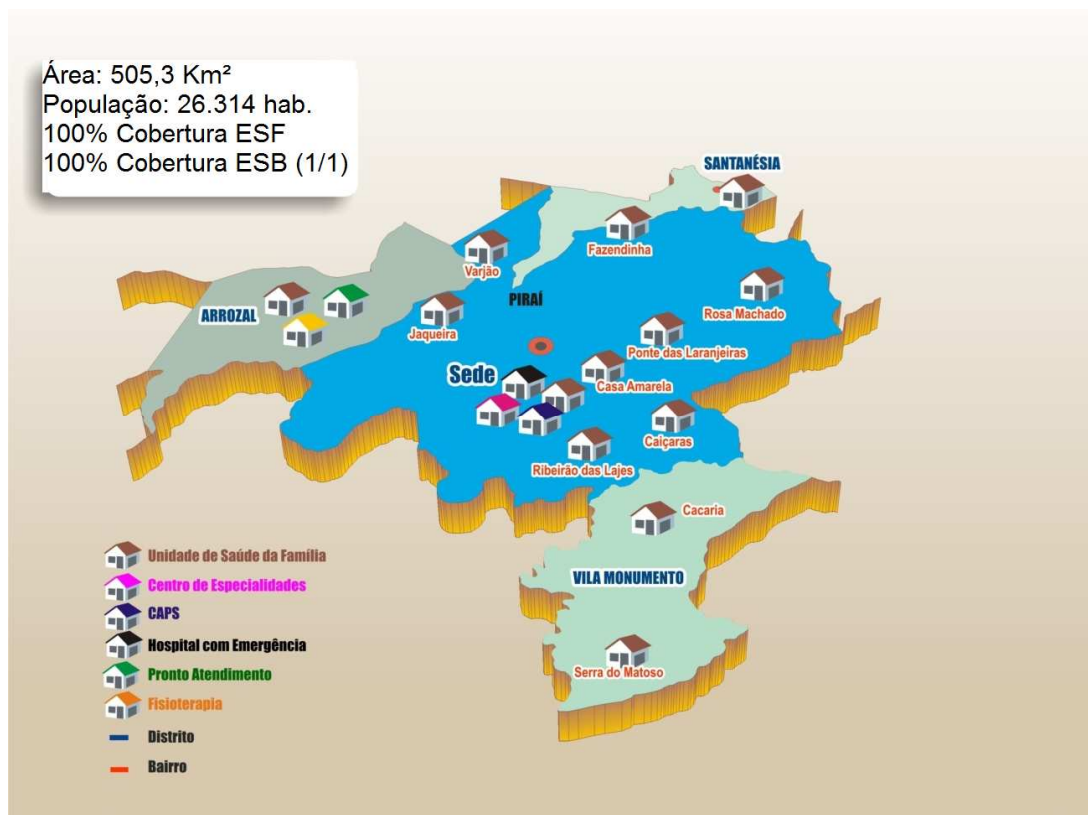 Área: 505,3 Km²
População: 26.314 hab.
100% Cobertura ESF
100% Cobertura ESB (1/1)
SANTANÉSIA
Fazendinha
Varjão
PIRAÍ
Rosa Machado
ARROZAL
Jaqueira
Ponte das Laranjeiras
Sede
Casa Amarela
Caiçaras
Ribeirão das Lajes
Cacaria
VILA MONUMENTO
Serra do Matoso
Unidade de Saúde da Família
Centro de Especialidades
CAPS
Hospital com Emergência
Pronto Atendimento
Fisioterapia
Distrito
Bairro